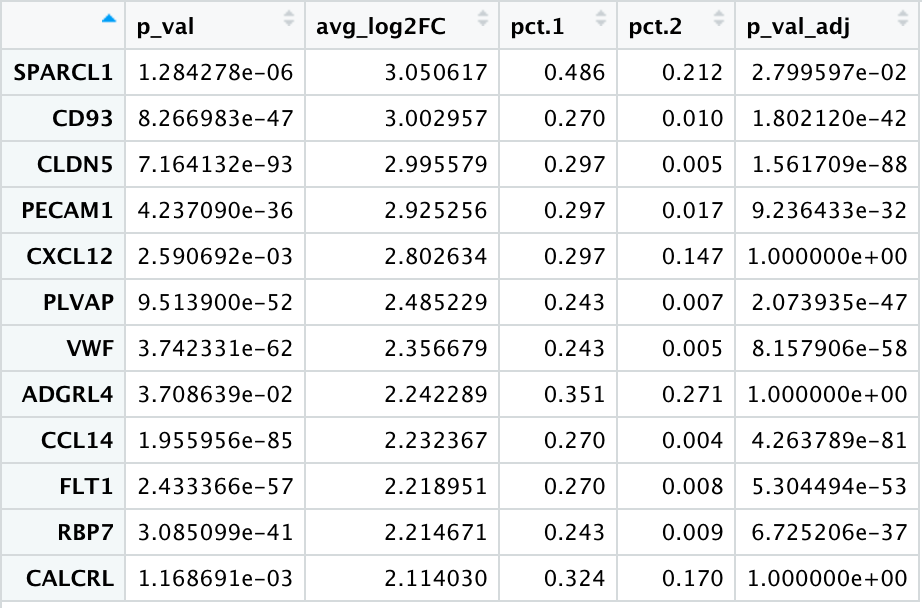 p_val avg_log2FC pct.1 pct.2 p_val_adj
SPARCL1 1.284278e-06 3.050617 0.486 0.212 2.799597e-02
CD93 8.266983e-47 3.002957 0.270 0.010 1.802120e-42
CLDN5 7.164132e-93 2.995579 0.297 0.005 1.561709e-88
PECAM1 4.237090e-36 2.925256 0.297 0.017 9.236433e-32
CXCL12 2.590692e-03 2.802634 0.297 0.147 1.000000e+00
PLVAP 9.513900e-52 2.485229 0.243 0.007 2.073935e-47
VWF 3.742331e-62 2.356679 0.243 0.005 8.157906e-58
ADGRL4 3.708639e-02 2.242289 0.351 0.271 1.000000e+00
CCL14 1.955956e-85 2.232367 0.270 0.004 4.263789e-81
FLT1 2.433366e-57 2.218951 0.270 0.008 5.304494e-53
RBP7 3.085099e-41 2.214671 0.243 0.009 6.725206e-37
CALCRL 1.168691e-03 2.114030 0.324 0.170 1.000000e+00